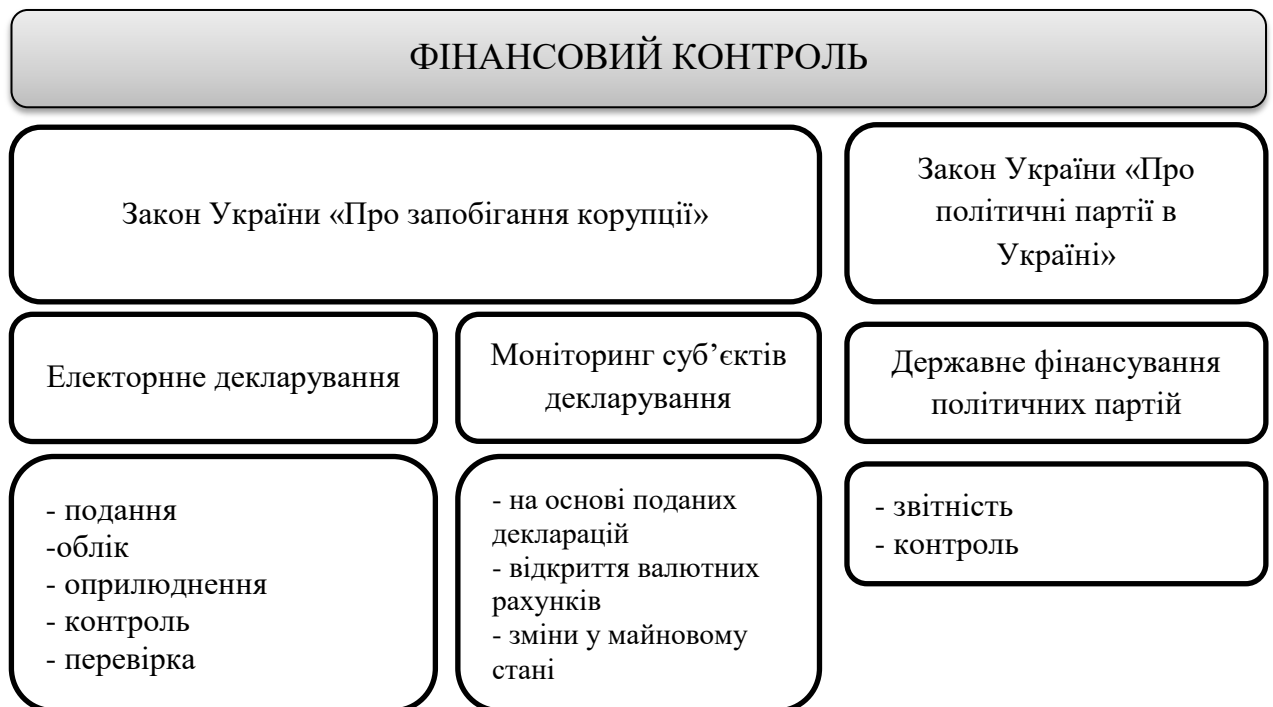 ФІНАНСОВИЙ КОНТРОЛЬ
Закон України «Про запобігання корупції»
Закон України «Про
політичні партії в
Україні»
Електорнне декларування
Моніторинг суб’єктів
декларування
Державне фінансування
політичних партій
- подання
-облік
- оприлюднення
- контроль
- перевірка
- на основі поданих
декларацій
- відкриття валютних
рахунків
- зміни у майновому
стані
- звітність
- контроль